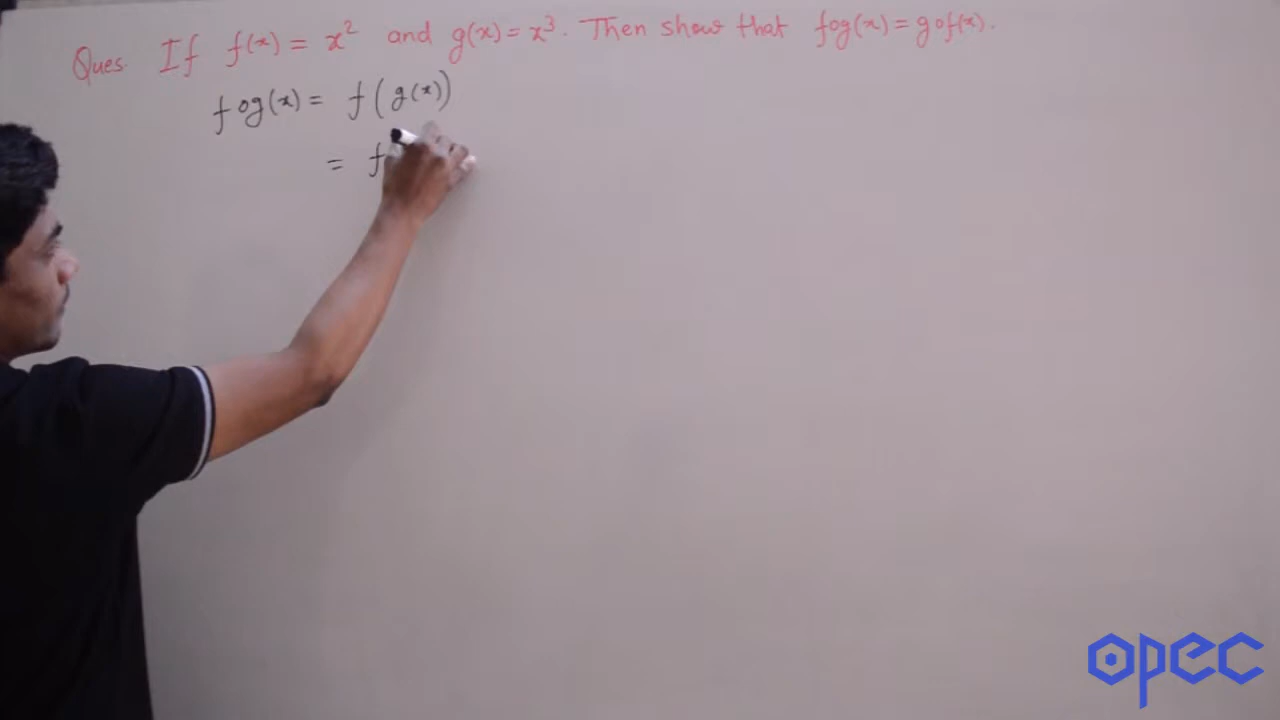 Ques. If f(x) = x² and g(x) = x³. Then show that fog(x) = gof(x).
fog(x) = f(g(x))
= f
opec